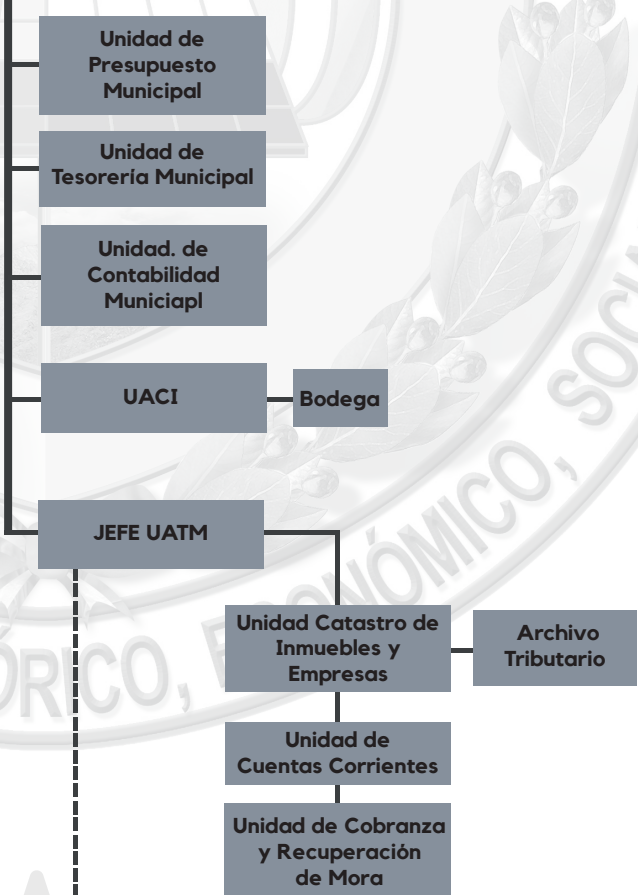 Unidad de
Presupuesto
Municipal
Unidad de
Tesorería Municipal
Unidad. de
Contabilidad
Municiapl
UACI
Bodega
JEFE UATM
Unidad Catastro de
Inmuebles y
Empresas
Archivo
Tributario
Unidad de
Cuentas Corrientes
Unidad de Cobranza
y Recuperación
de Mora